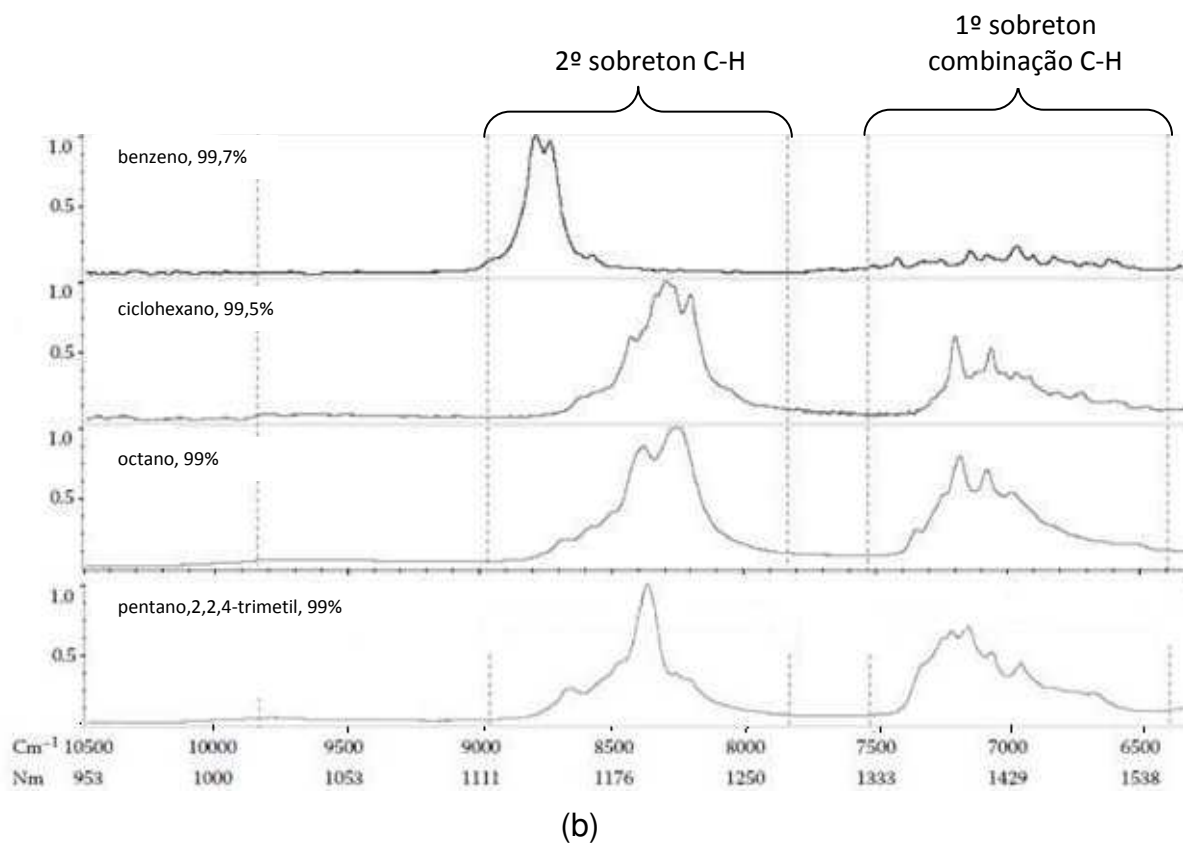 1º sobreton
2º sobreton C-H
combinação C-H
1.0
benzeno, 99,7%
0.5
1.0
ciclohexano, 99,5%
0.5
1.0
octano, 99%
0.5
1.0
pentano,2,2,4-trimetil, 99%
0.5
Cm⁻¹ 10500 10000 9500 9000 8500 8000 7500 7000 6500
Nm 953 1000 1053 1111 1176 1250 1333 1429 1538
(b)